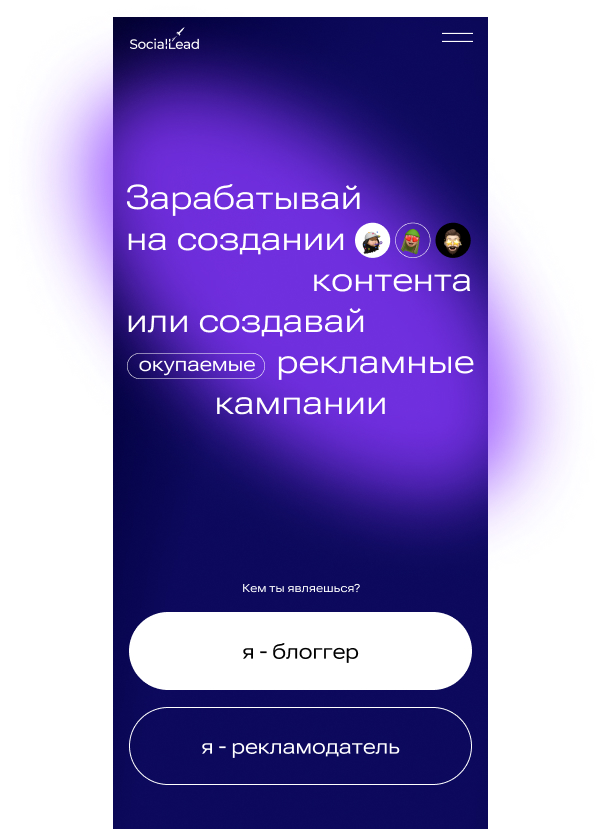 SocialLead
Зарабатывай
на создании
контента
или создавай
окупаемые рекламные
кампании
Кем ты являешься?
я - блоггер
я - рекламодатель